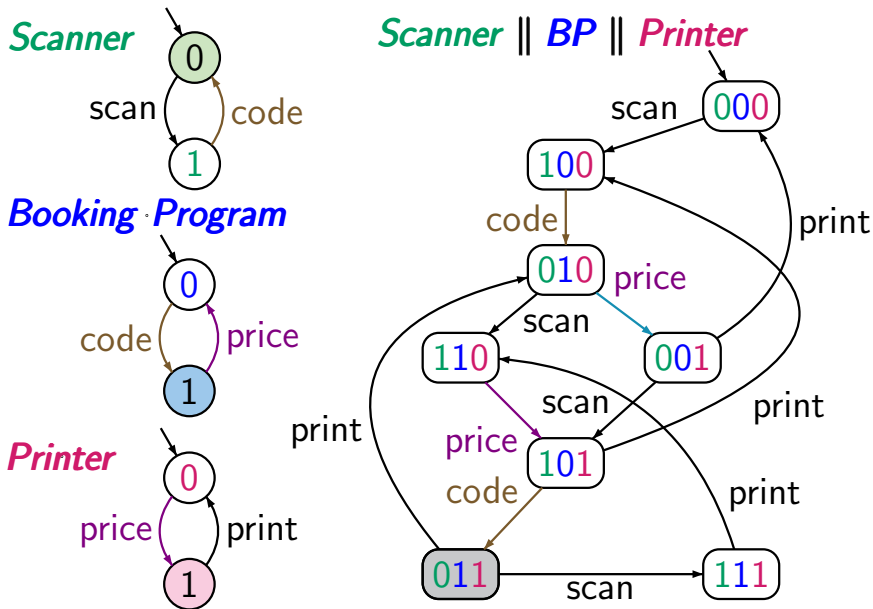 Scanner
0
scan
code
1
Booking Program
0
code
price
1
Printer
0
price
print
1
Scanner || BP || Printer
000
scan
100
print
code
010
price
scan
110
001
scan
print
print
price
101
code
print
011
scan
111